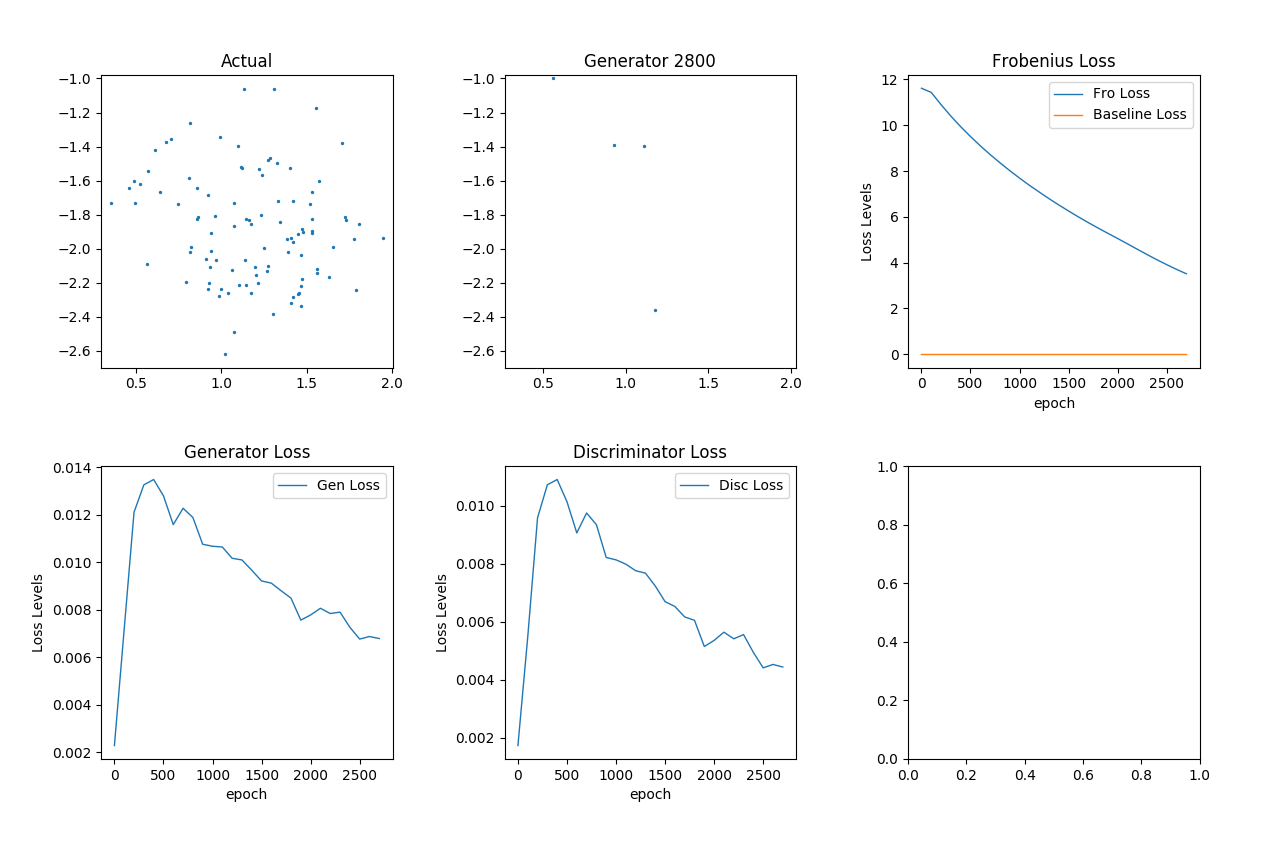 Actual
−1.0
−1.2
−1.4
−1.6
−1.8
−2.0
−2.2
−2.4
−2.6
0.5 1.0 1.5 2.0
Generator 2800
−1.0
−1.2
−1.4
−1.6
−1.8
−2.0
−2.2
−2.4
−2.6
0.5 1.0 1.5 2.0
Frobenius Loss
Fro Loss
Baseline Loss
Loss Levels
12
10
8
6
4
2
0
0 500 1000 1500 2000 2500
epoch
Generator Loss
Gen Loss
Loss Levels
0.014
0.012
0.010
0.008
0.006
0.004
0.002
0 500 1000 1500 2000 2500
epoch
Discriminator Loss
Disc Loss
Loss Levels
0.010
0.008
0.006
0.004
0.002
0 500 1000 1500 2000 2500
epoch
1.0
0.8
0.6
0.4
0.2
0.0
0.0 0.2 0.4 0.6 0.8 1.0